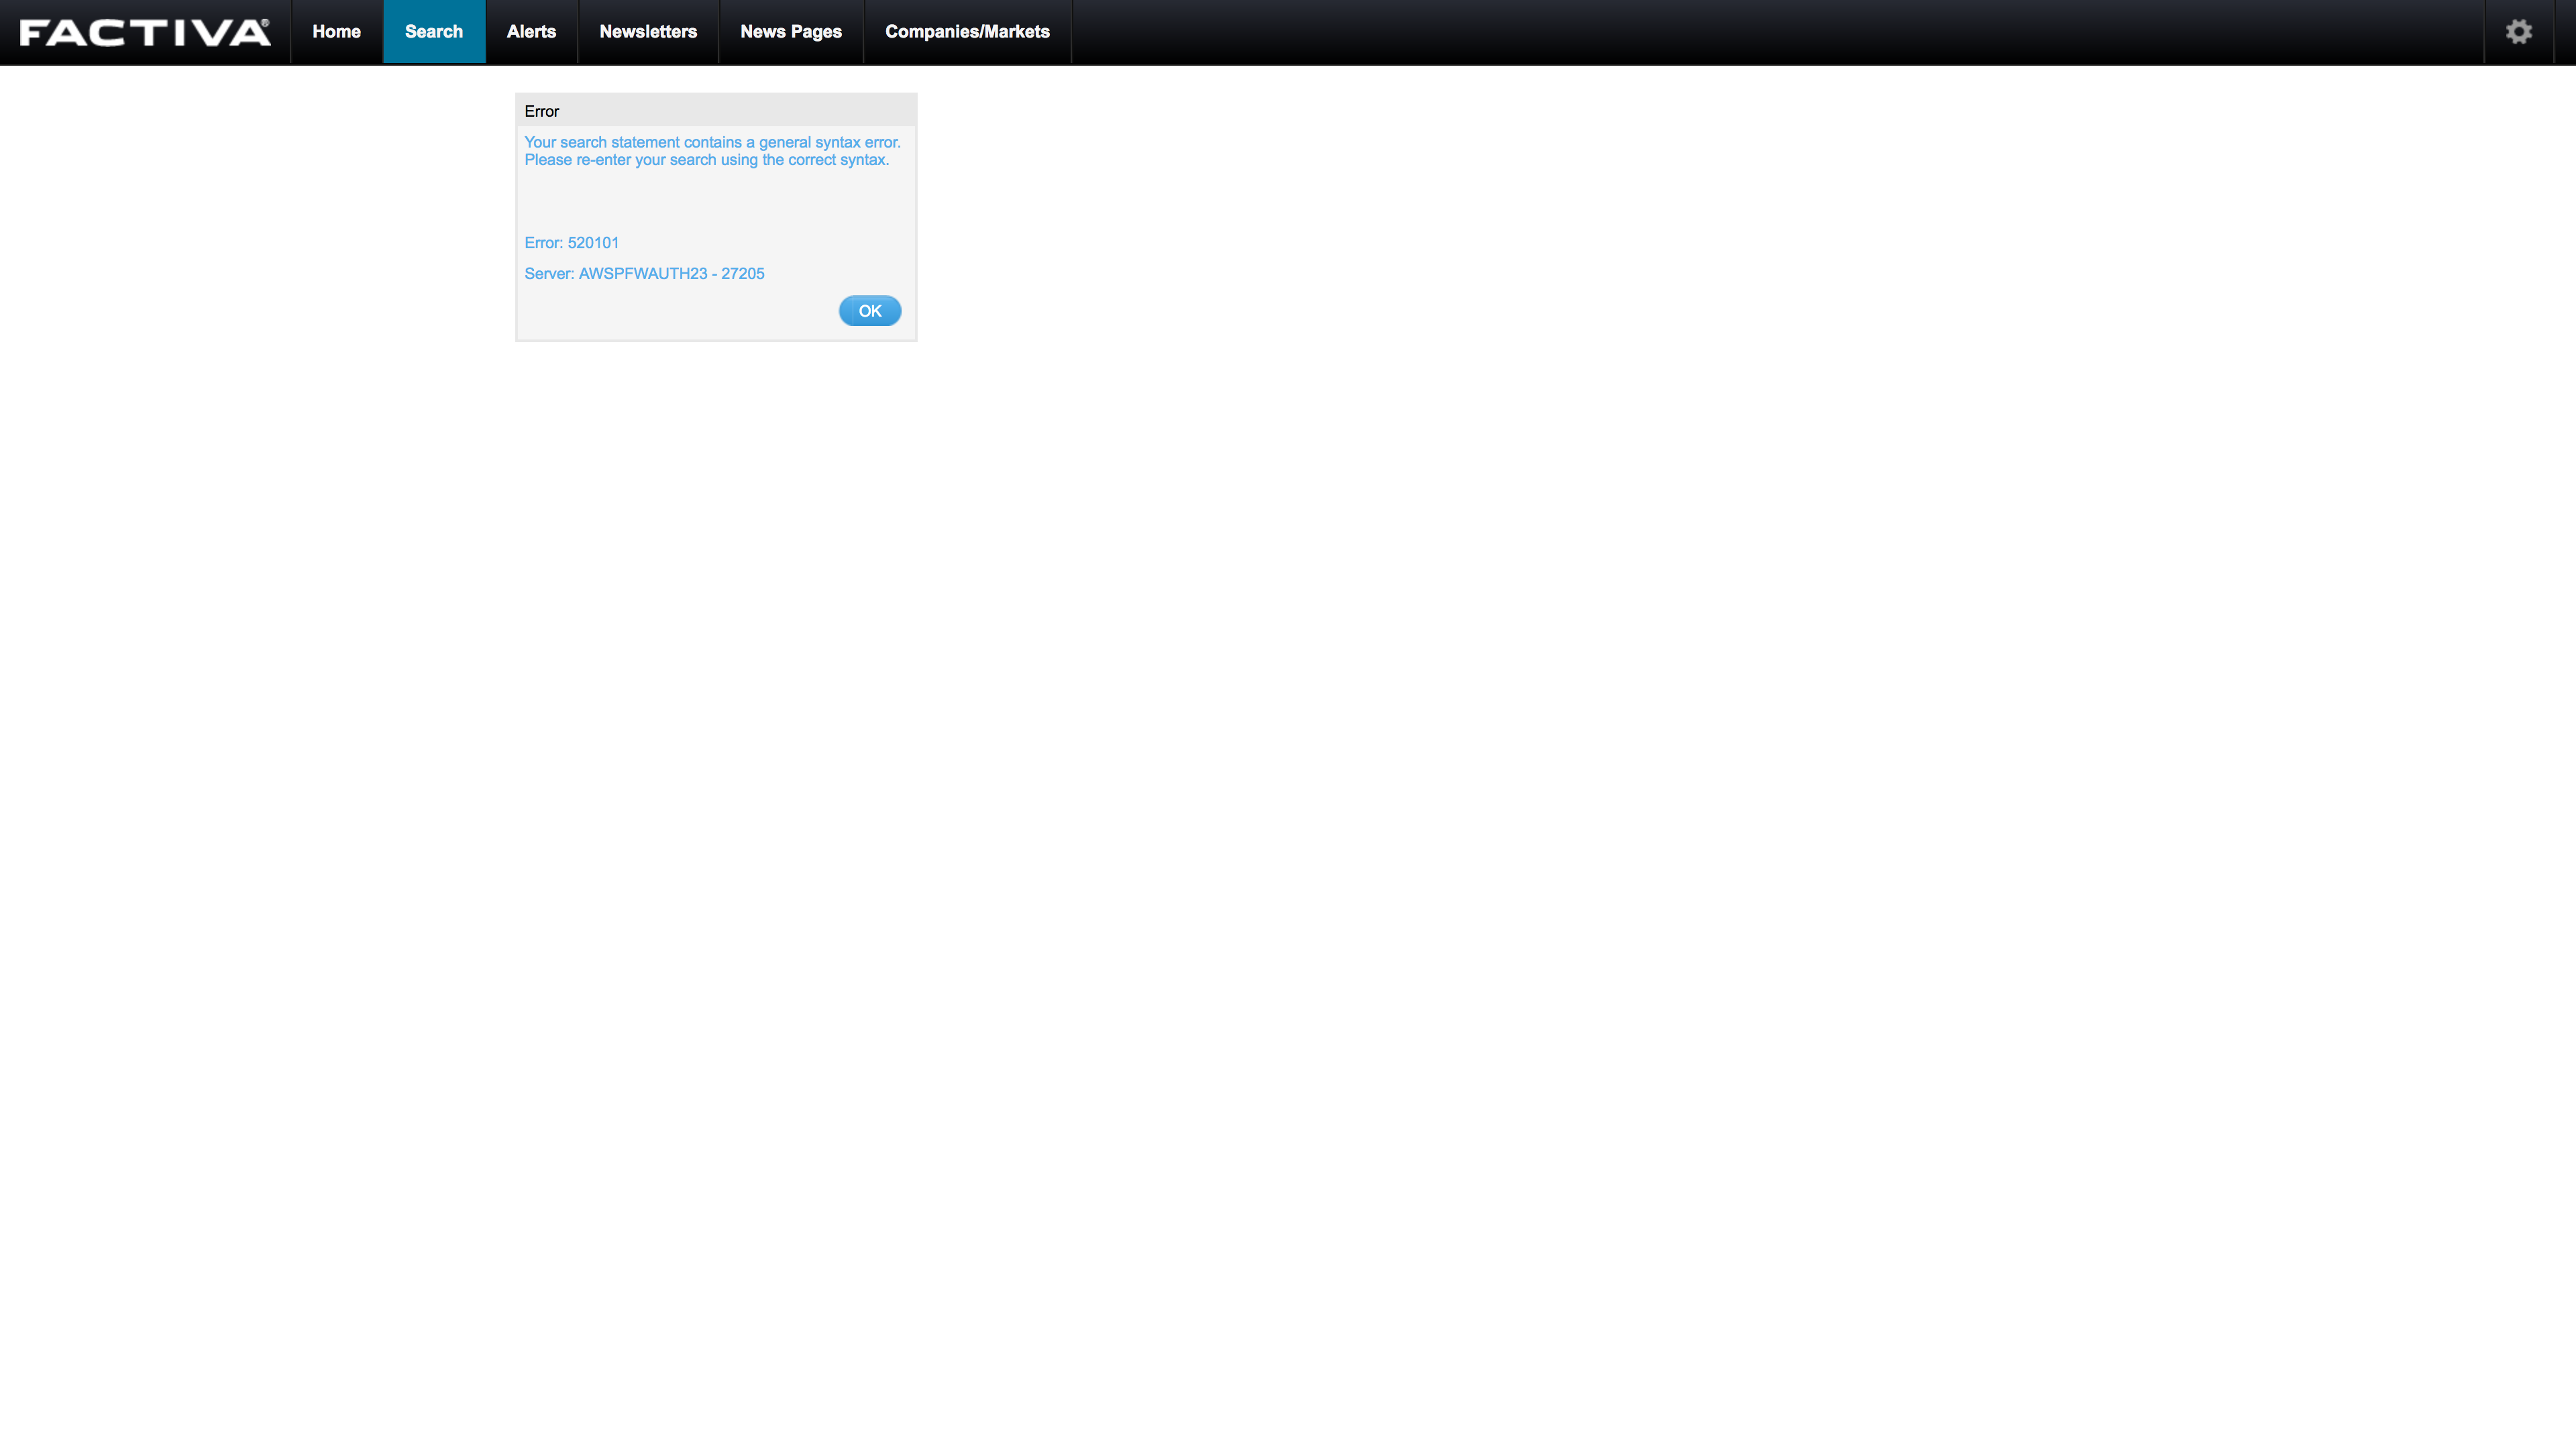 FACTIVA®
Home
Search
Alerts
Newsletters
News Pages
Companies/Markets
Error
Your search statement contains a general syntax error.
Please re-enter your search using the correct syntax.
Error: 520101
Server: AWSPFWAUTH23 - 27205
OK